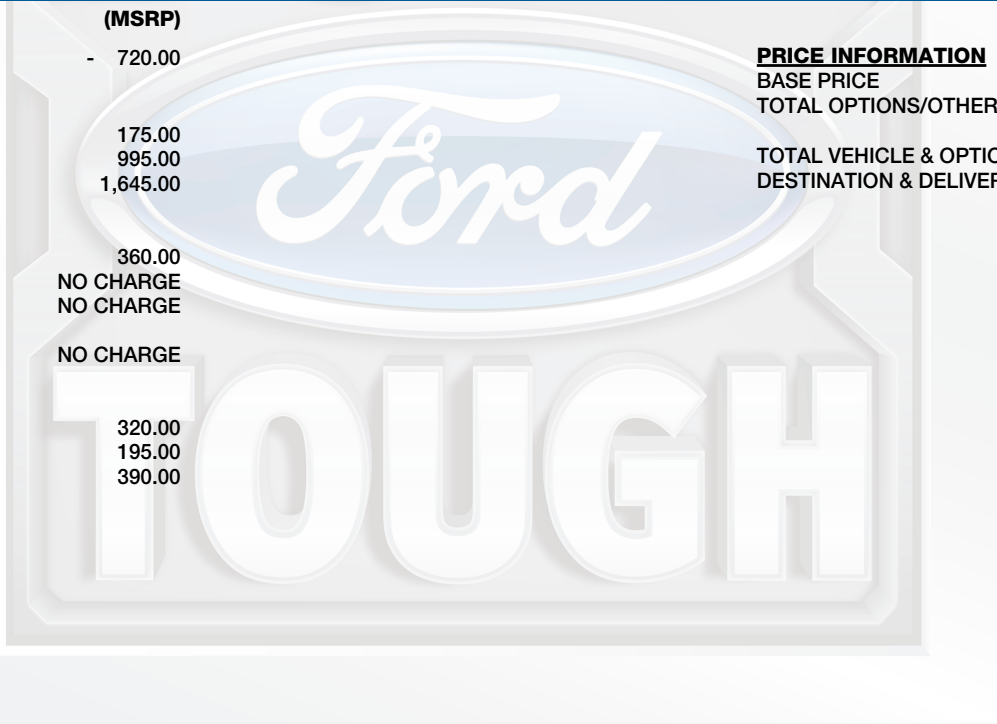 (MSRP)
- 720.00
175.00
995.00
1,645.00
360.00
NO CHARGE
NO CHARGE
NO CHARGE
320.00
195.00
390.00
PRICE INFORMATION
BASE PRICE
TOTAL OPTIONS/OTHER
TOTAL VEHICLE & OPTIO
DESTINATION & DELIVER
Ford
TOUGH